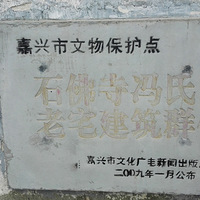 嘉兴市文物保护点
石佛寺冯氏
老宅建筑群
嘉兴市文化广电新闻出版
二00九年一月公布